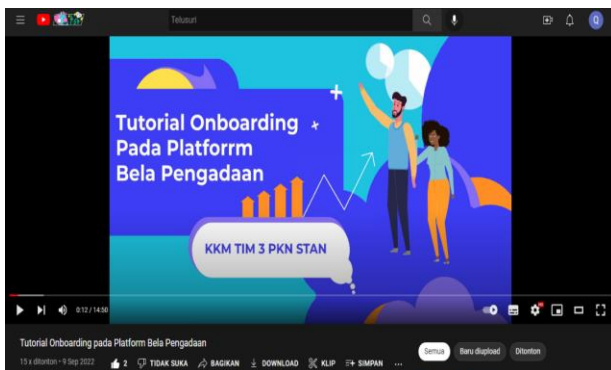 Telusuri
Q
Tutorial Onboarding
Pada Platforrm
Bela Pengadaan
KKM TIM 3 PKN STAN
0:12 / 14:50
Tutorial Onboarding pada Platform Bela Pengadaan
15 x ditonton • 9 Sep 2022
2 TIDAK SUKA BAGIKAN DOWNLOAD KLIP SIMPAN ...
Semua Baru diupload Ditonton